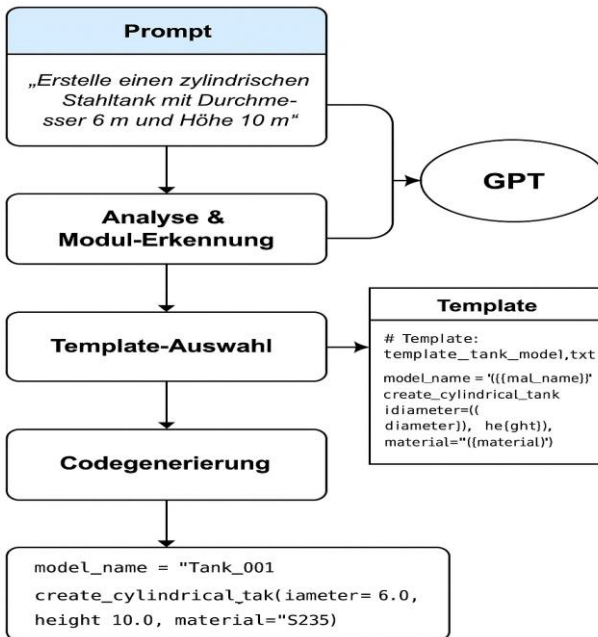 Prompt
„Erstelle einen zylindrischen
Stahltank mit Durchme-
sser 6 m und Höhe 10 m“
GPT
Analyse &
Modul-Erkennung
Template-Auswahl
Template
# Template:
template_tank_model,txt
model_name = '({{mal_name}}'
create_cylindrical_tank
idiameter=((
diameter}), he{ght}),
material="({material)')
Codegenerierung
model_name = "Tank_001
create_cylindrical_tak(iameter= 6.0,
height 10.0, material="S235)